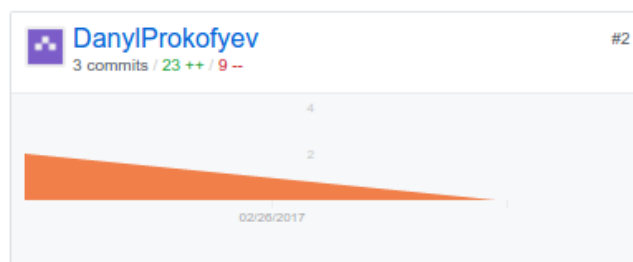 DanylProkofyev
#2
3 commits / 23 ++ / 9 --
4
2
02/26/2017